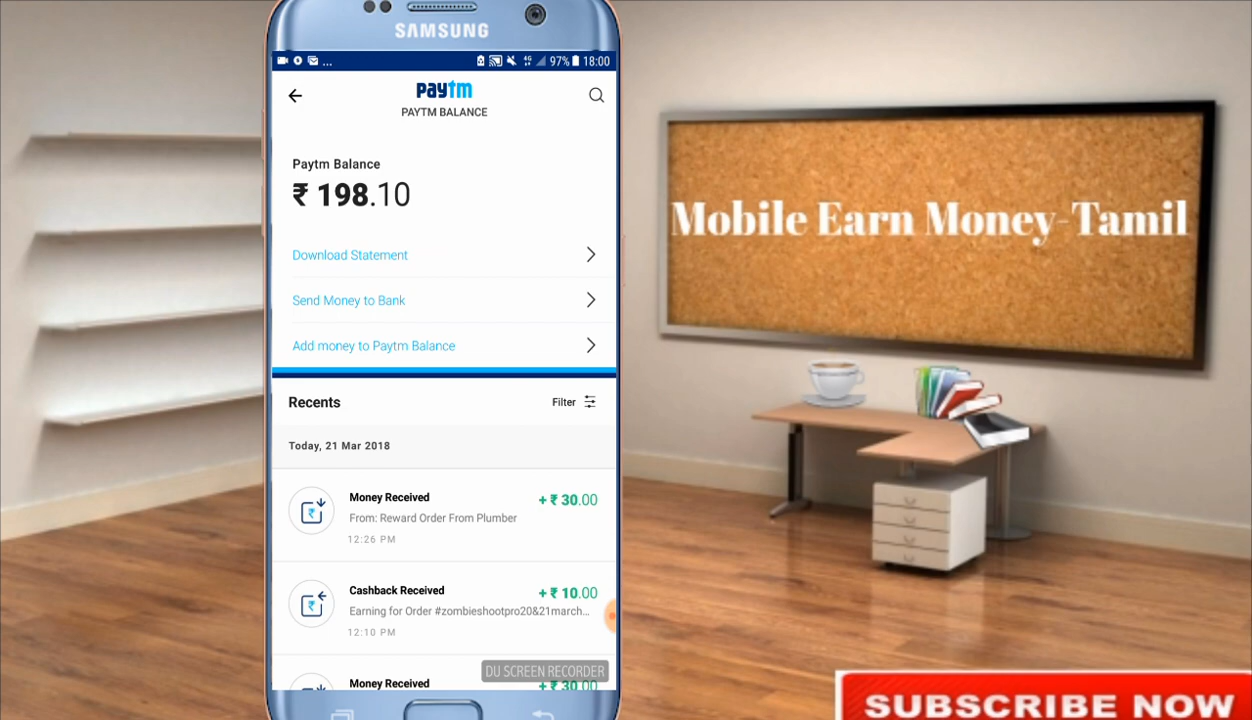 SAMSUNG
... 4G 97% 18:00
paytm
PAYTM BALANCE
Paytm Balance
₹ 198.10
Download Statement
Send Money to Bank
Add money to Paytm Balance
Recents
Filter
Today, 21 Mar 2018
Money Received
+ ₹ 30.00
From: Reward Order From Plumber
12:26 PM
Cashback Received
+ ₹ 10.00
Earning for Order #zombieshootpro20&21march...
12:10 PM
DU SCREEN RECORDER
Money Received
+ ₹ 30.00
Mobile Earn Money-Tamil
SUBSCRIBE NOW